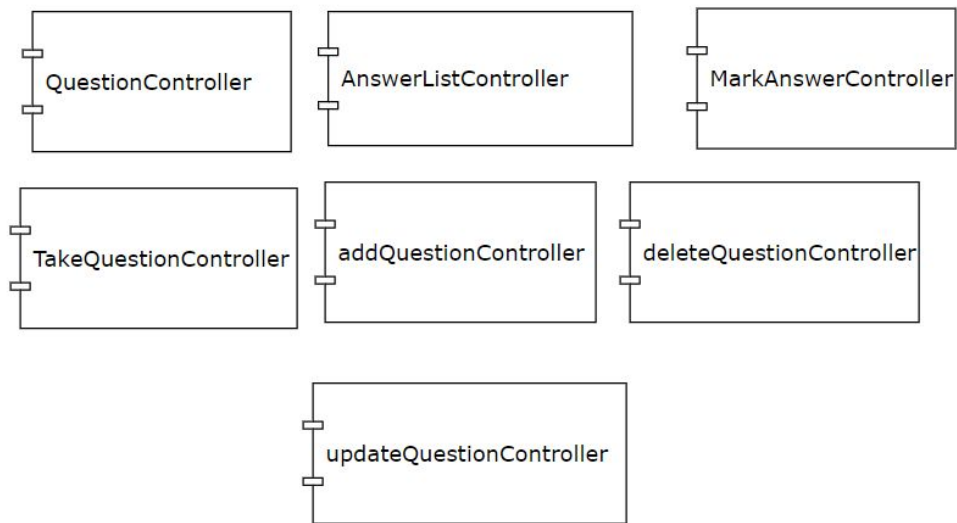 QuestionController
AnswerListController
MarkAnswerController
TakeQuestionController
addQuestionController
deleteQuestionController
updateQuestionController